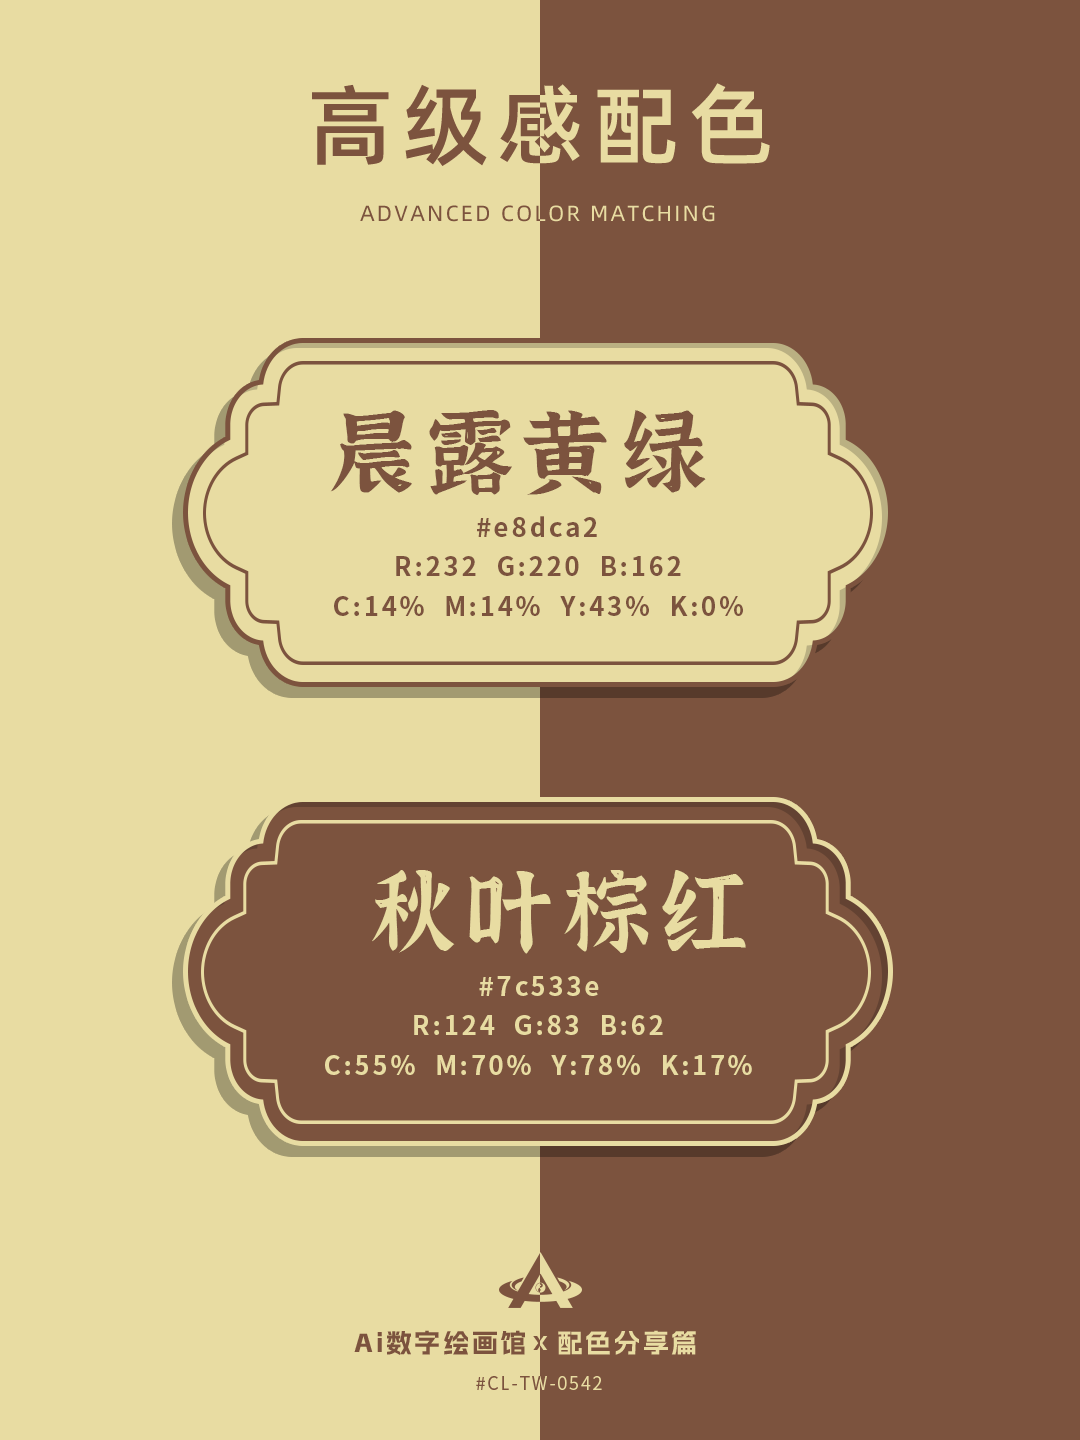 高级感配色
ADVANCED COLOR MATCHING
晨露黄绿
#e8dca2
R:232 G:220 B:162
C:14% M:14% Y:43% K:0%
秋叶棕红
#7c533e
R:124 G:83 B:62
C:55% M:70% Y:78% K:17%
Ai数字绘画馆 x 配色分享篇
#CL-TW-0542